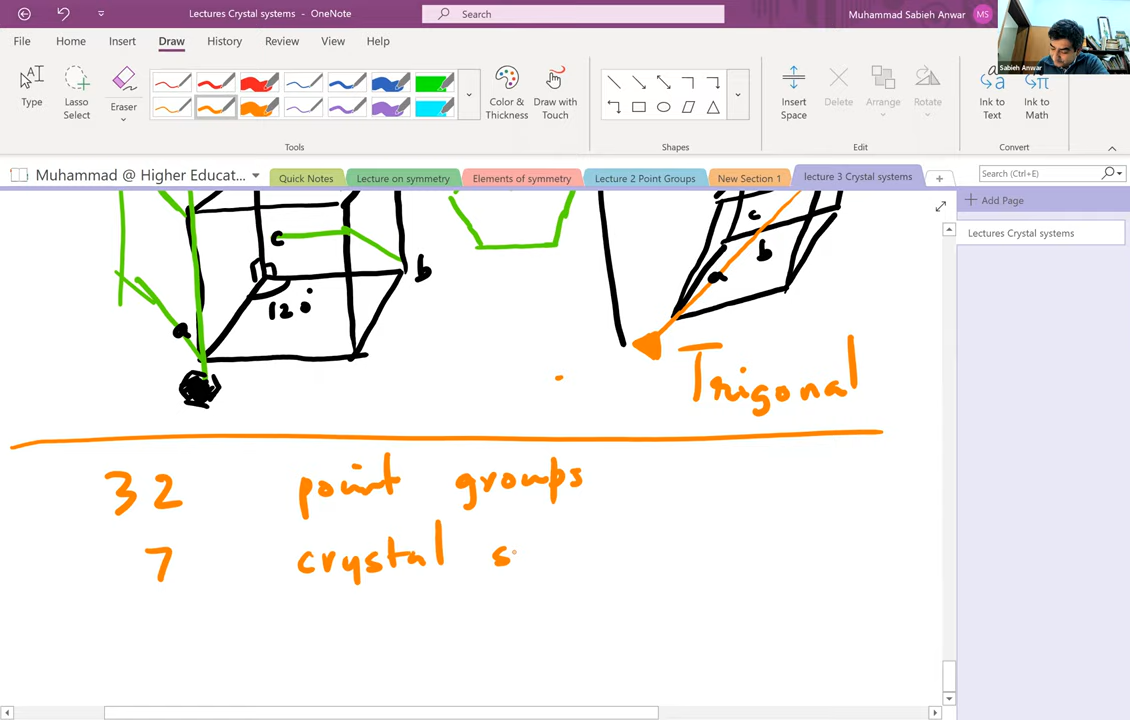 Lectures Crystal systems - OneNote
Search
Muhammad Sabieh Anwar
MS
File Home Insert Draw History Review View Help
Type
Lasso Select
Eraser
Color & Thickness
Draw with Touch
Insert Space
Delete
Arrange
Rotate
Ink to Text
Ink to Math
Sabieh Anwar
Tools
Shapes
Edit
Convert
Muhammad @ Higher Educat...
Quick Notes
Lecture on symmetry
Elements of symmetry
Lecture 2 Point Groups
New Section 1
lecture 3 Crystal systems
Search (Ctrl+E)
Add Page
Lectures Crystal systems
c
b
120°
a
c
b
a
Trigonal
32 point groups
7 crystal s